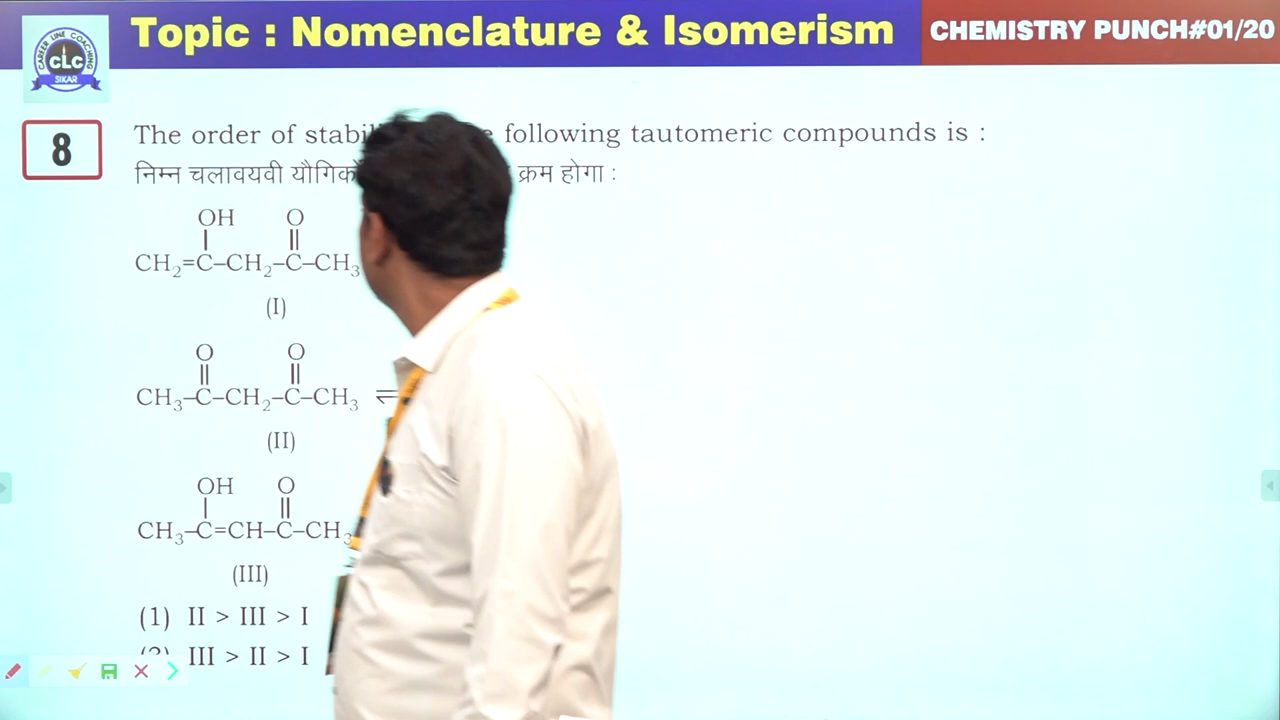 Topic : Nomenclature & Isomerism
CHEMISTRY PUNCH#01/20
CAREER LINE COACHING
CLC
SIKAR
8
The order of following tautomeric compounds is :
निम्न चलावयवी क्रम होगा :
OH O
CH₂=C–CH₂–C–CH₃
(I)
O O
CH₃–C–CH₂–C–CH₃ ⇌
(II)
OH O
CH₃–C=CH–C–CH₃
(III)
(1) II > III > I
(2) III > II > I